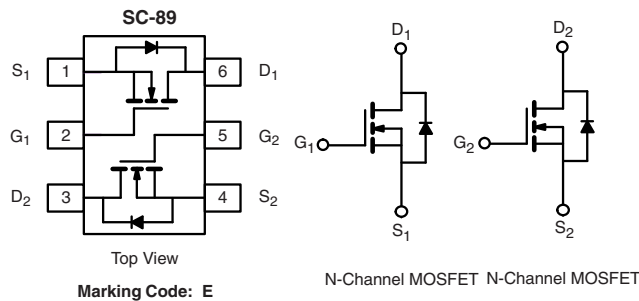 SC-89
S1 1 6 D1
G1 2 5 G2
D2 3 4 S2
Top View
Marking Code: E
D1
G1
S1
N-Channel MOSFET
D2
G2
S2
N-Channel MOSFET